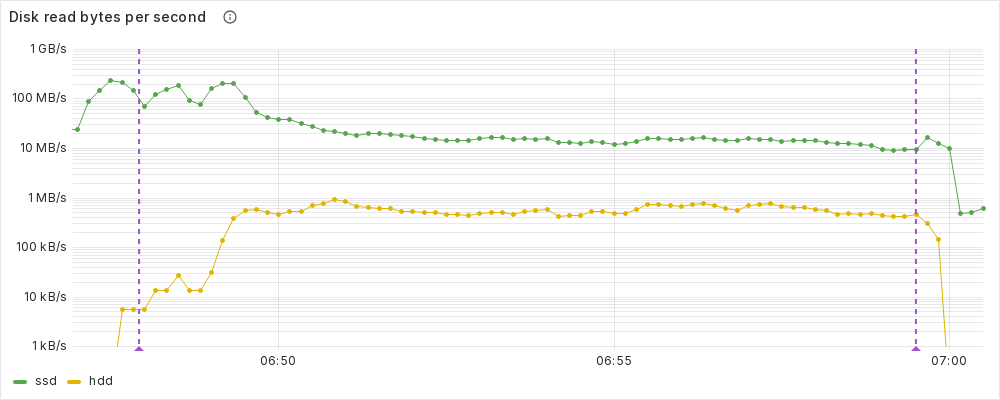 Disk read bytes per second
1 GB/s
100 MB/s
10 MB/s
1 MB/s
100 kB/s
10 kB/s
1 kB/s
06:50 06:55 07:00
ssd hdd